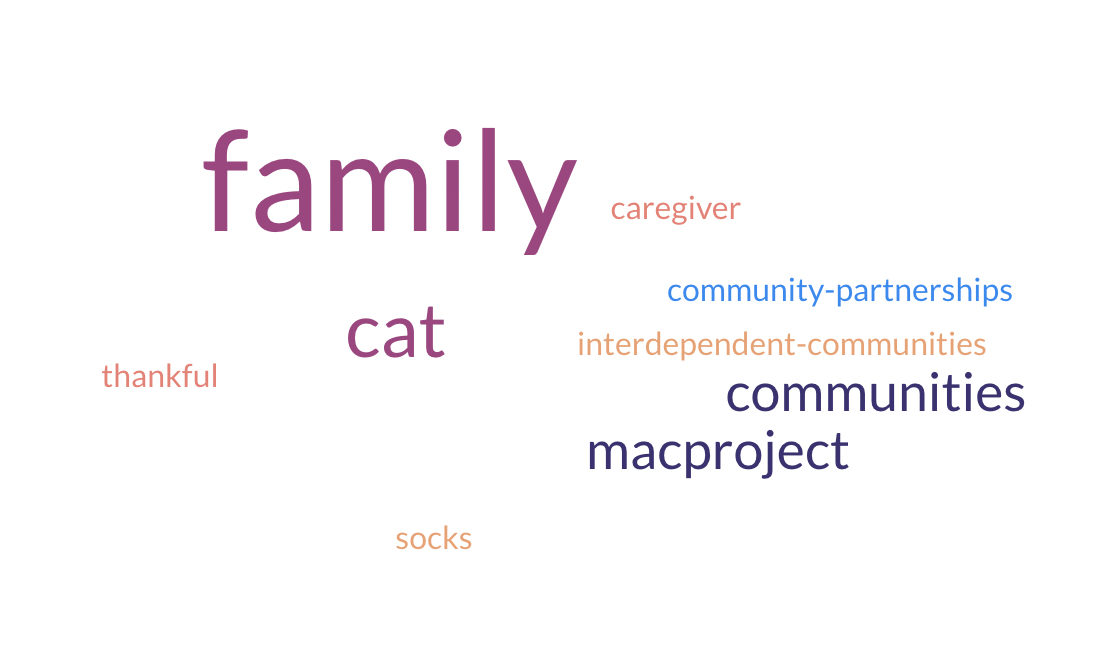 family
caregiver
community-partnerships
cat
interdependent-communities
thankful
communities
macproject
socks